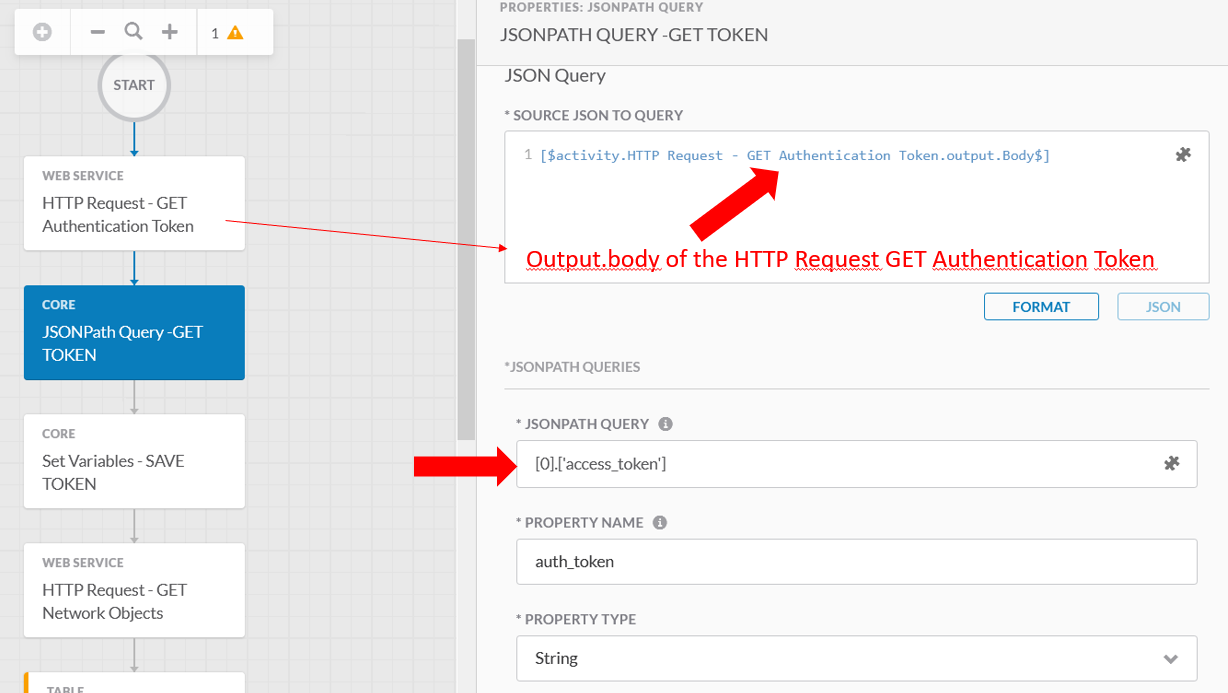 1
START
WEB SERVICE
HTTP Request - GET
Authentication Token
CORE
JSONPath Query -GET
TOKEN
CORE
Set Variables - SAVE
TOKEN
WEB SERVICE
HTTP Request - GET
Network Objects
TABLE
PROPERTIES: JSONPATH QUERY
JSONPATH QUERY -GET TOKEN
JSON Query
* SOURCE JSON TO QUERY
1 [$activity.HTTP Request - GET Authentication Token.output.Body$]
Output.body of the HTTP Request GET Authentication Token
FORMAT
JSON
*JSONPATH QUERIES
* JSONPATH QUERY
[0].['access_token']
* PROPERTY NAME
auth_token
* PROPERTY TYPE
String